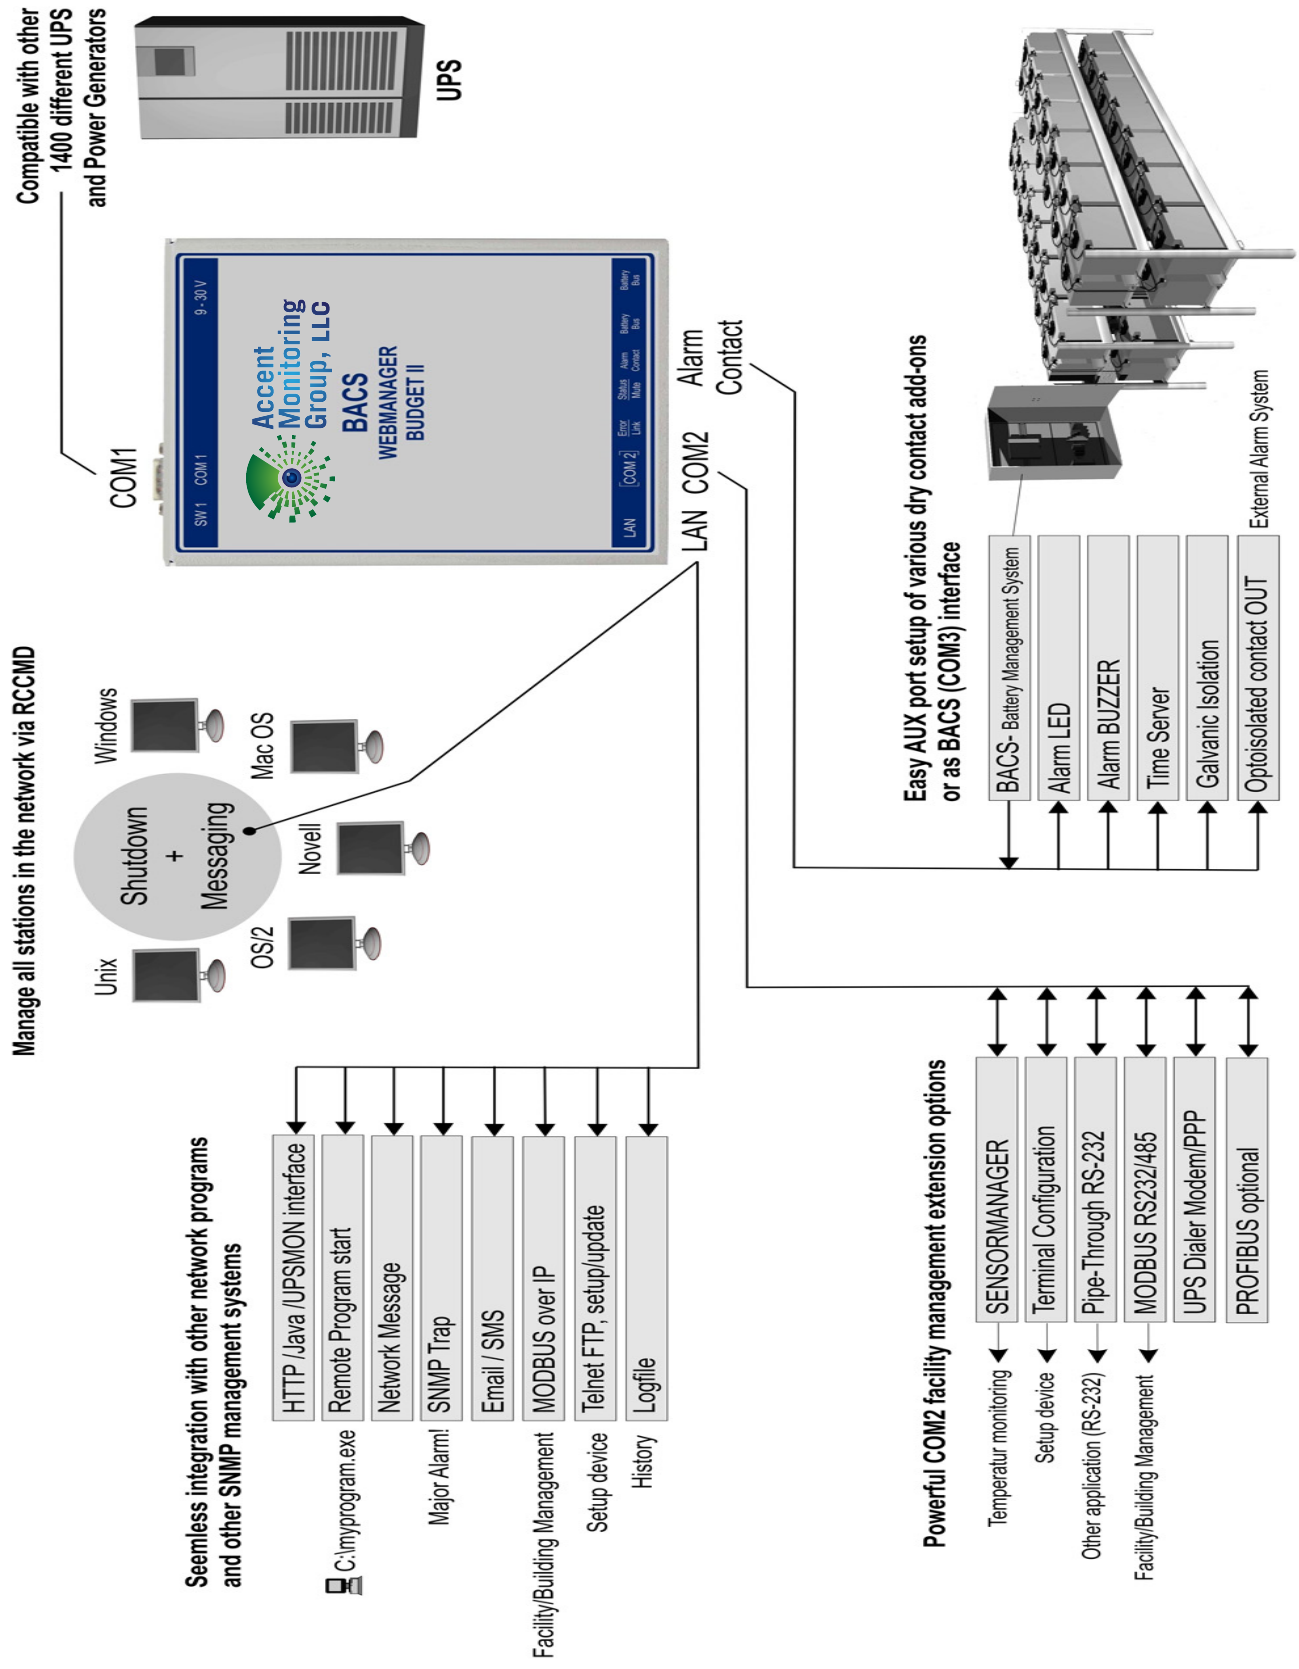 Compatible with other
1400 different UPS
and Power Generators
UPS
COM1
SW 1 COM 1 9 - 30 V
Accent
Monitoring
Group, LLC
BACS
WEBMANAGER
BUDGET II
LAN [COM 2] Error Status Alarm Battery Battery
Link Mute Contact Bus Bus
LAN COM2 Alarm
Contact
Manage all stations in the network via RCCMD
Unix
Windows
Shutdown
+
Messaging
OS/2
Mac OS
Novell
Seemless integration with other network programs
and other SNMP management systems
HTTP /Java /UPSMON interface
C:\myprogram.exe Remote Program start
Network Message
Major Alarm! SNMP Trap
Email / SMS
Facility/Building Management MODBUS over IP
Setup device Telnet FTP, setup/update
History Logfile
Easy AUX port setup of various dry contact add-ons
or as BACS (COM3) interface
BACS- Battery Management System
Alarm LED
Alarm BUZZER
Time Server
Galvanic Isolation
Optoisolated contact OUT External Alarm System
Powerful COM2 facility management extension options
Temperatur monitoring SENSORMANAGER
Setup device Terminal Configuration
Other application (RS-232) Pipe-Through RS-232
Facility/Building Management MODBUS RS232/485
UPS Dialer Modem/PPP
PROFIBUS optional